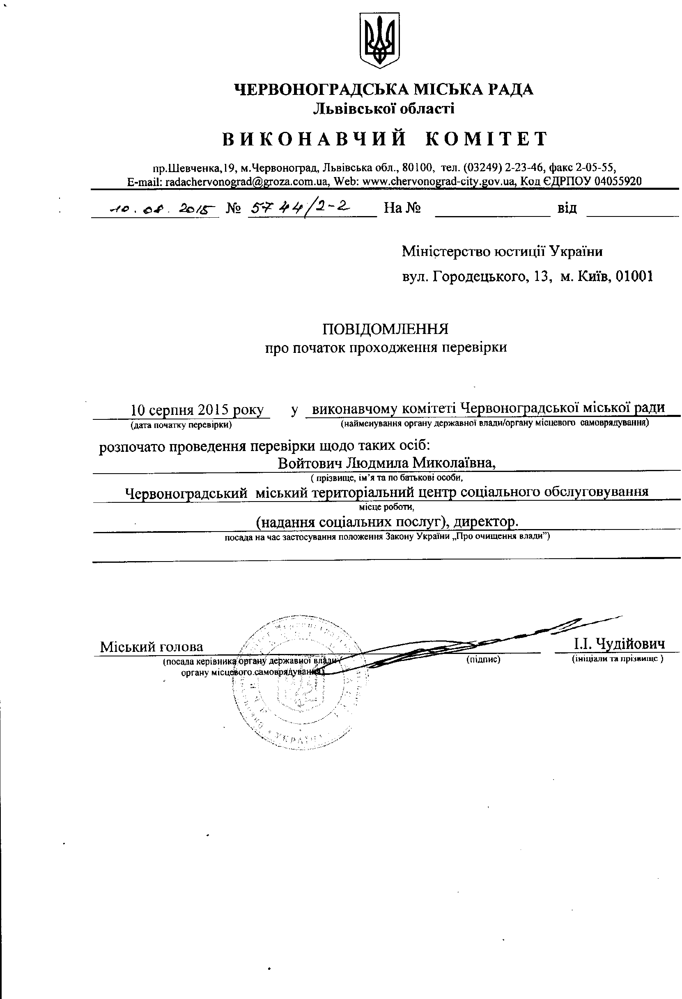 ЧЕРВОНОГРАДСЬКА МІСЬКА РАДА
Львівської області
ВИКОНАВЧИЙ КОМІТЕТ
пр.Шевченка,19, м.Червоноград, Львівська обл., 80100, тел. (03249) 2-23-46, факс 2-05-55,
E-mail: radachervonograd@groza.com.ua, Web: www.chervonograd-city.gov.ua, Код ЄДРПОУ 04055920
10. 08. 2015 № 5744/2-2 На № від
Міністерство юстиції України
вул. Городецького, 13, м. Київ, 01001
ПОВІДОМЛЕННЯ
про початок проходження перевірки
10 серпня 2015 року у виконавчому комітеті Червоноградської міської ради
(дата початку перевірки) (найменування органу державної влади/органу місцевого самоврядування)
розпочато проведення перевірки щодо таких осіб:
Войтович Людмила Миколаївна,
( прізвище, ім’я та по батькові особи,
Червоноградський міський територіальний центр соціального обслуговування
місце роботи,
(надання соціальних послуг), директор.
посада на час застосування положення Закону України „Про очищення влади”)
Міський голова І.І. Чудійович
(посада керівника органу державної влади/ (підпис) (ініціали та прізвище )
органу місцевого самоврядування)
УКРАЇНА